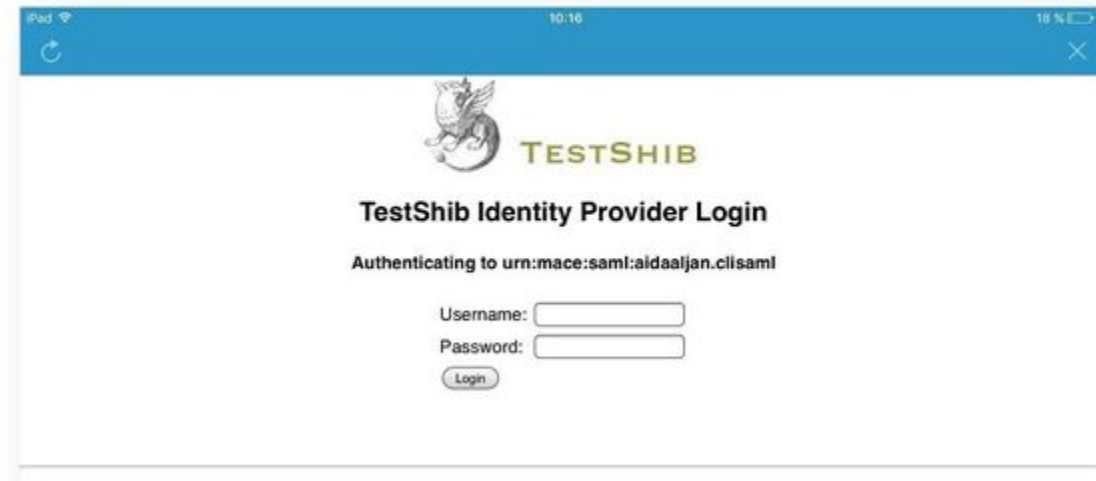 iPad 10:16 18 %
TESTSHIB
TestShib Identity Provider Login
Authenticating to urn:mace:saml:aidaaljan.clisaml
Username:
Password:
Login